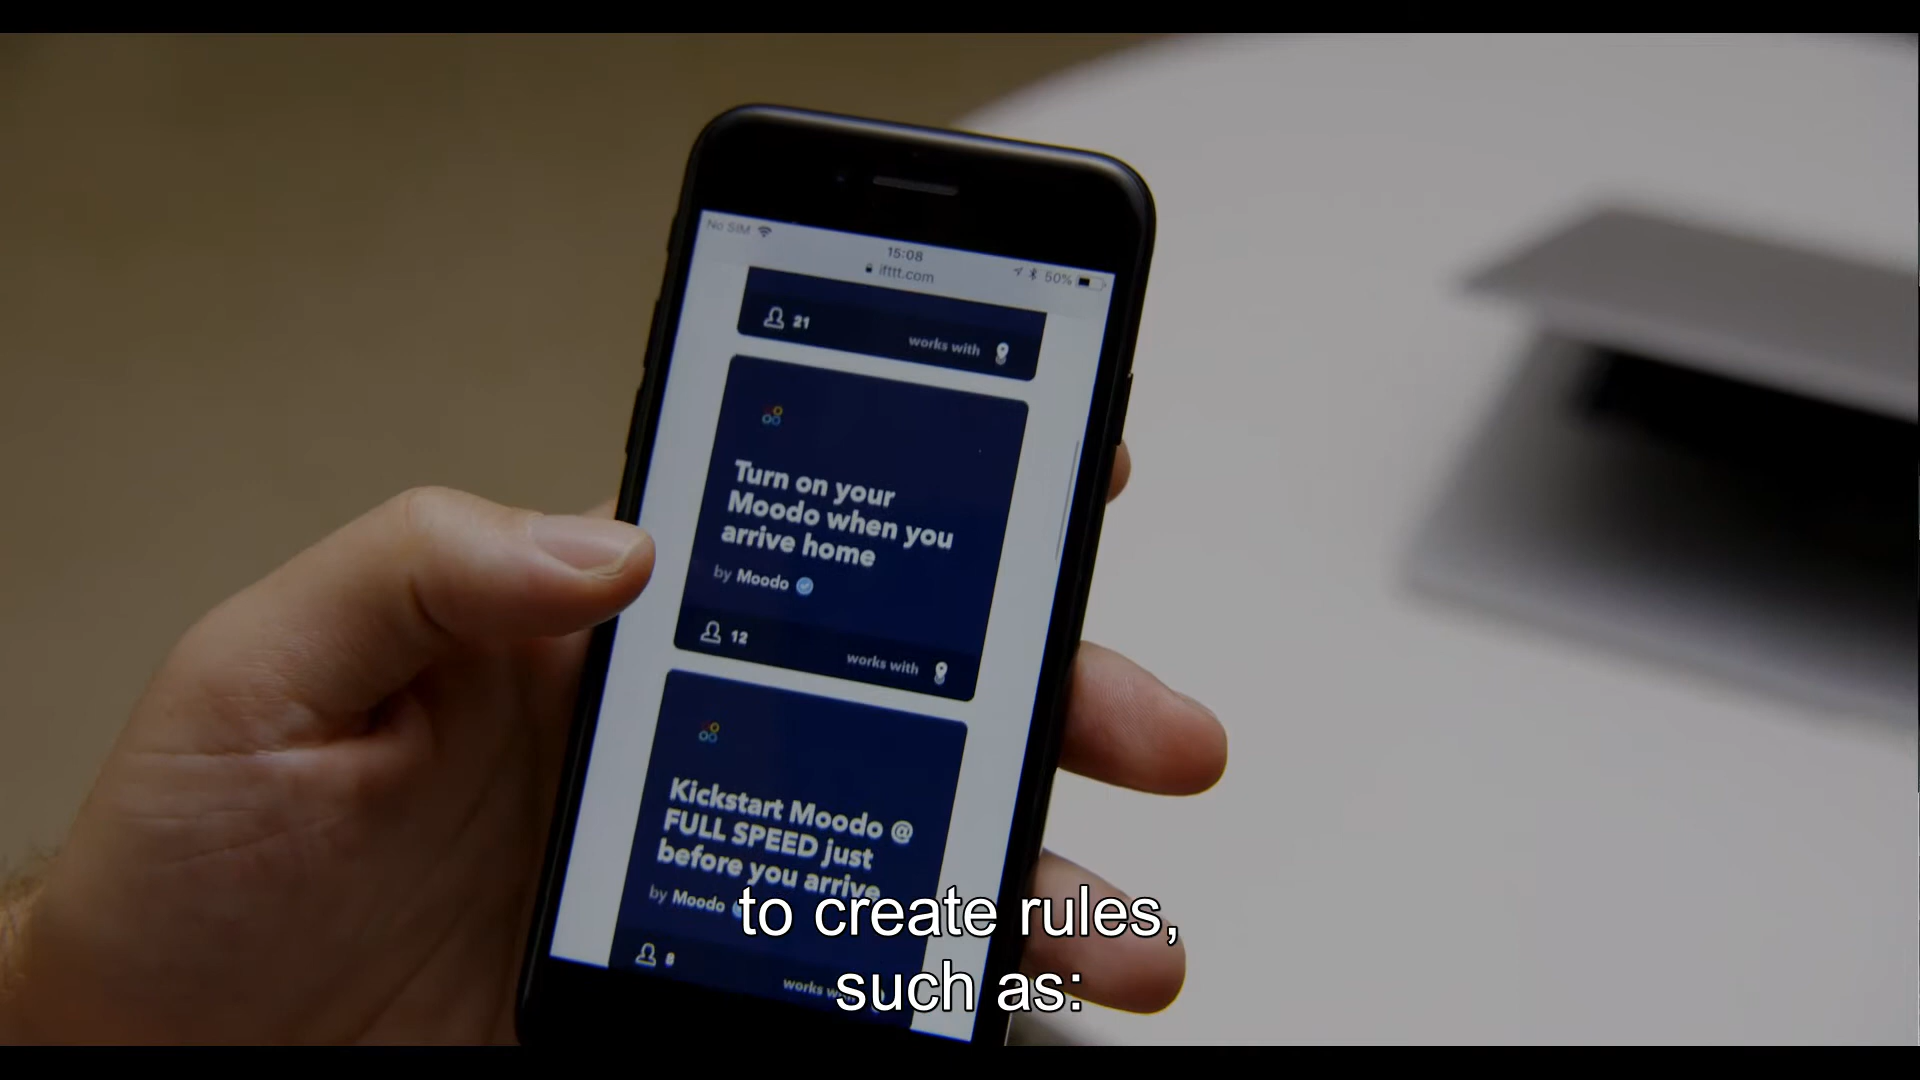 No SIM
15:08
ifttt.com
50%
21
works with
Turn on your
Moodo when you
arrive home
by Moodo
12
works with
Kickstart Moodo @
FULL SPEED just
before you arrive
by Moodo
8
works
to create rules,
such as: